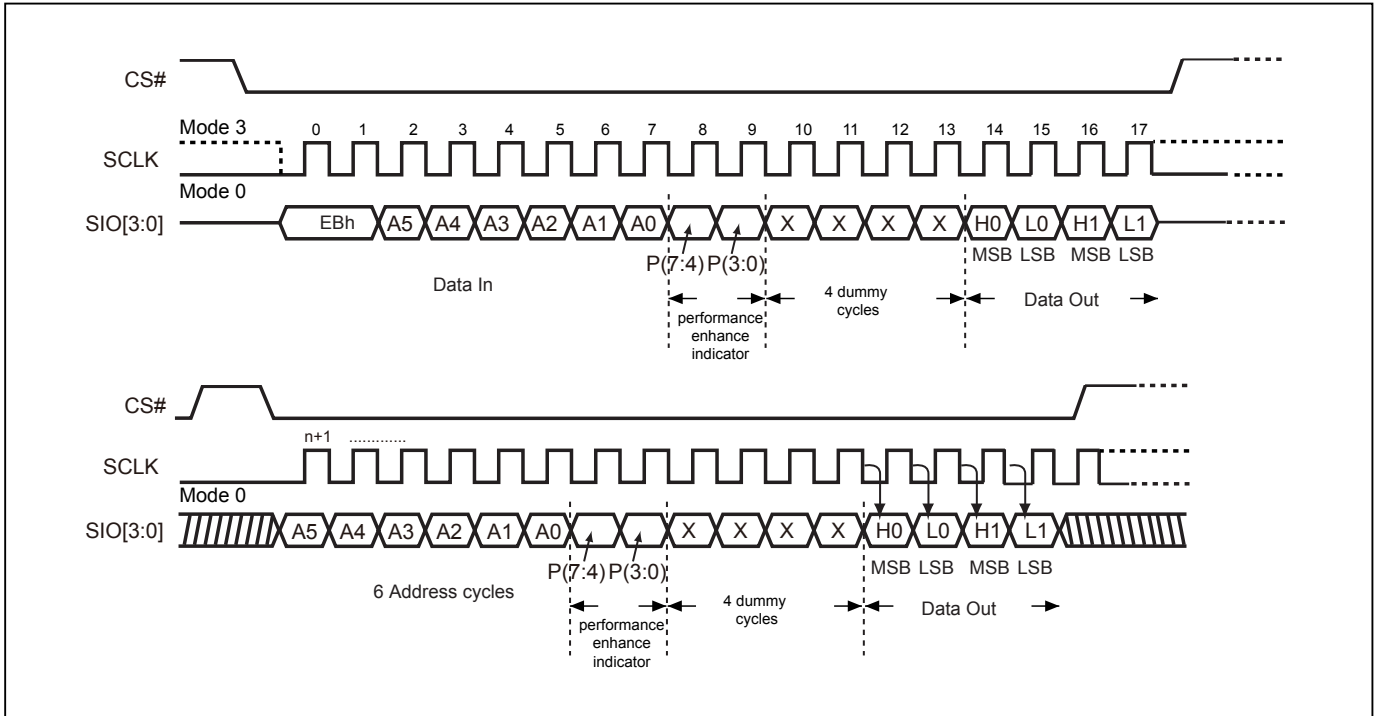 CS#
Mode 3
0 1 2 3 4 5 6 7 8 9 10 11 12 13 14 15 16 17
SCLK
Mode 0
SIO[3:0] EBh A5 A4 A3 A2 A1 A0 X X X X H0 L0 H1 L1
P(7:4) P(3:0) MSB LSB MSB LSB
Data In
4 dummy
cycles
Data Out
performance
enhance
indicator
CS#
n+1 .............
SCLK
Mode 0
SIO[3:0] A5 A4 A3 A2 A1 A0 X X X X H0 L0 H1 L1
P(7:4) P(3:0) MSB LSB MSB LSB
6 Address cycles
4 dummy
cycles
Data Out
performance
enhance
indicator